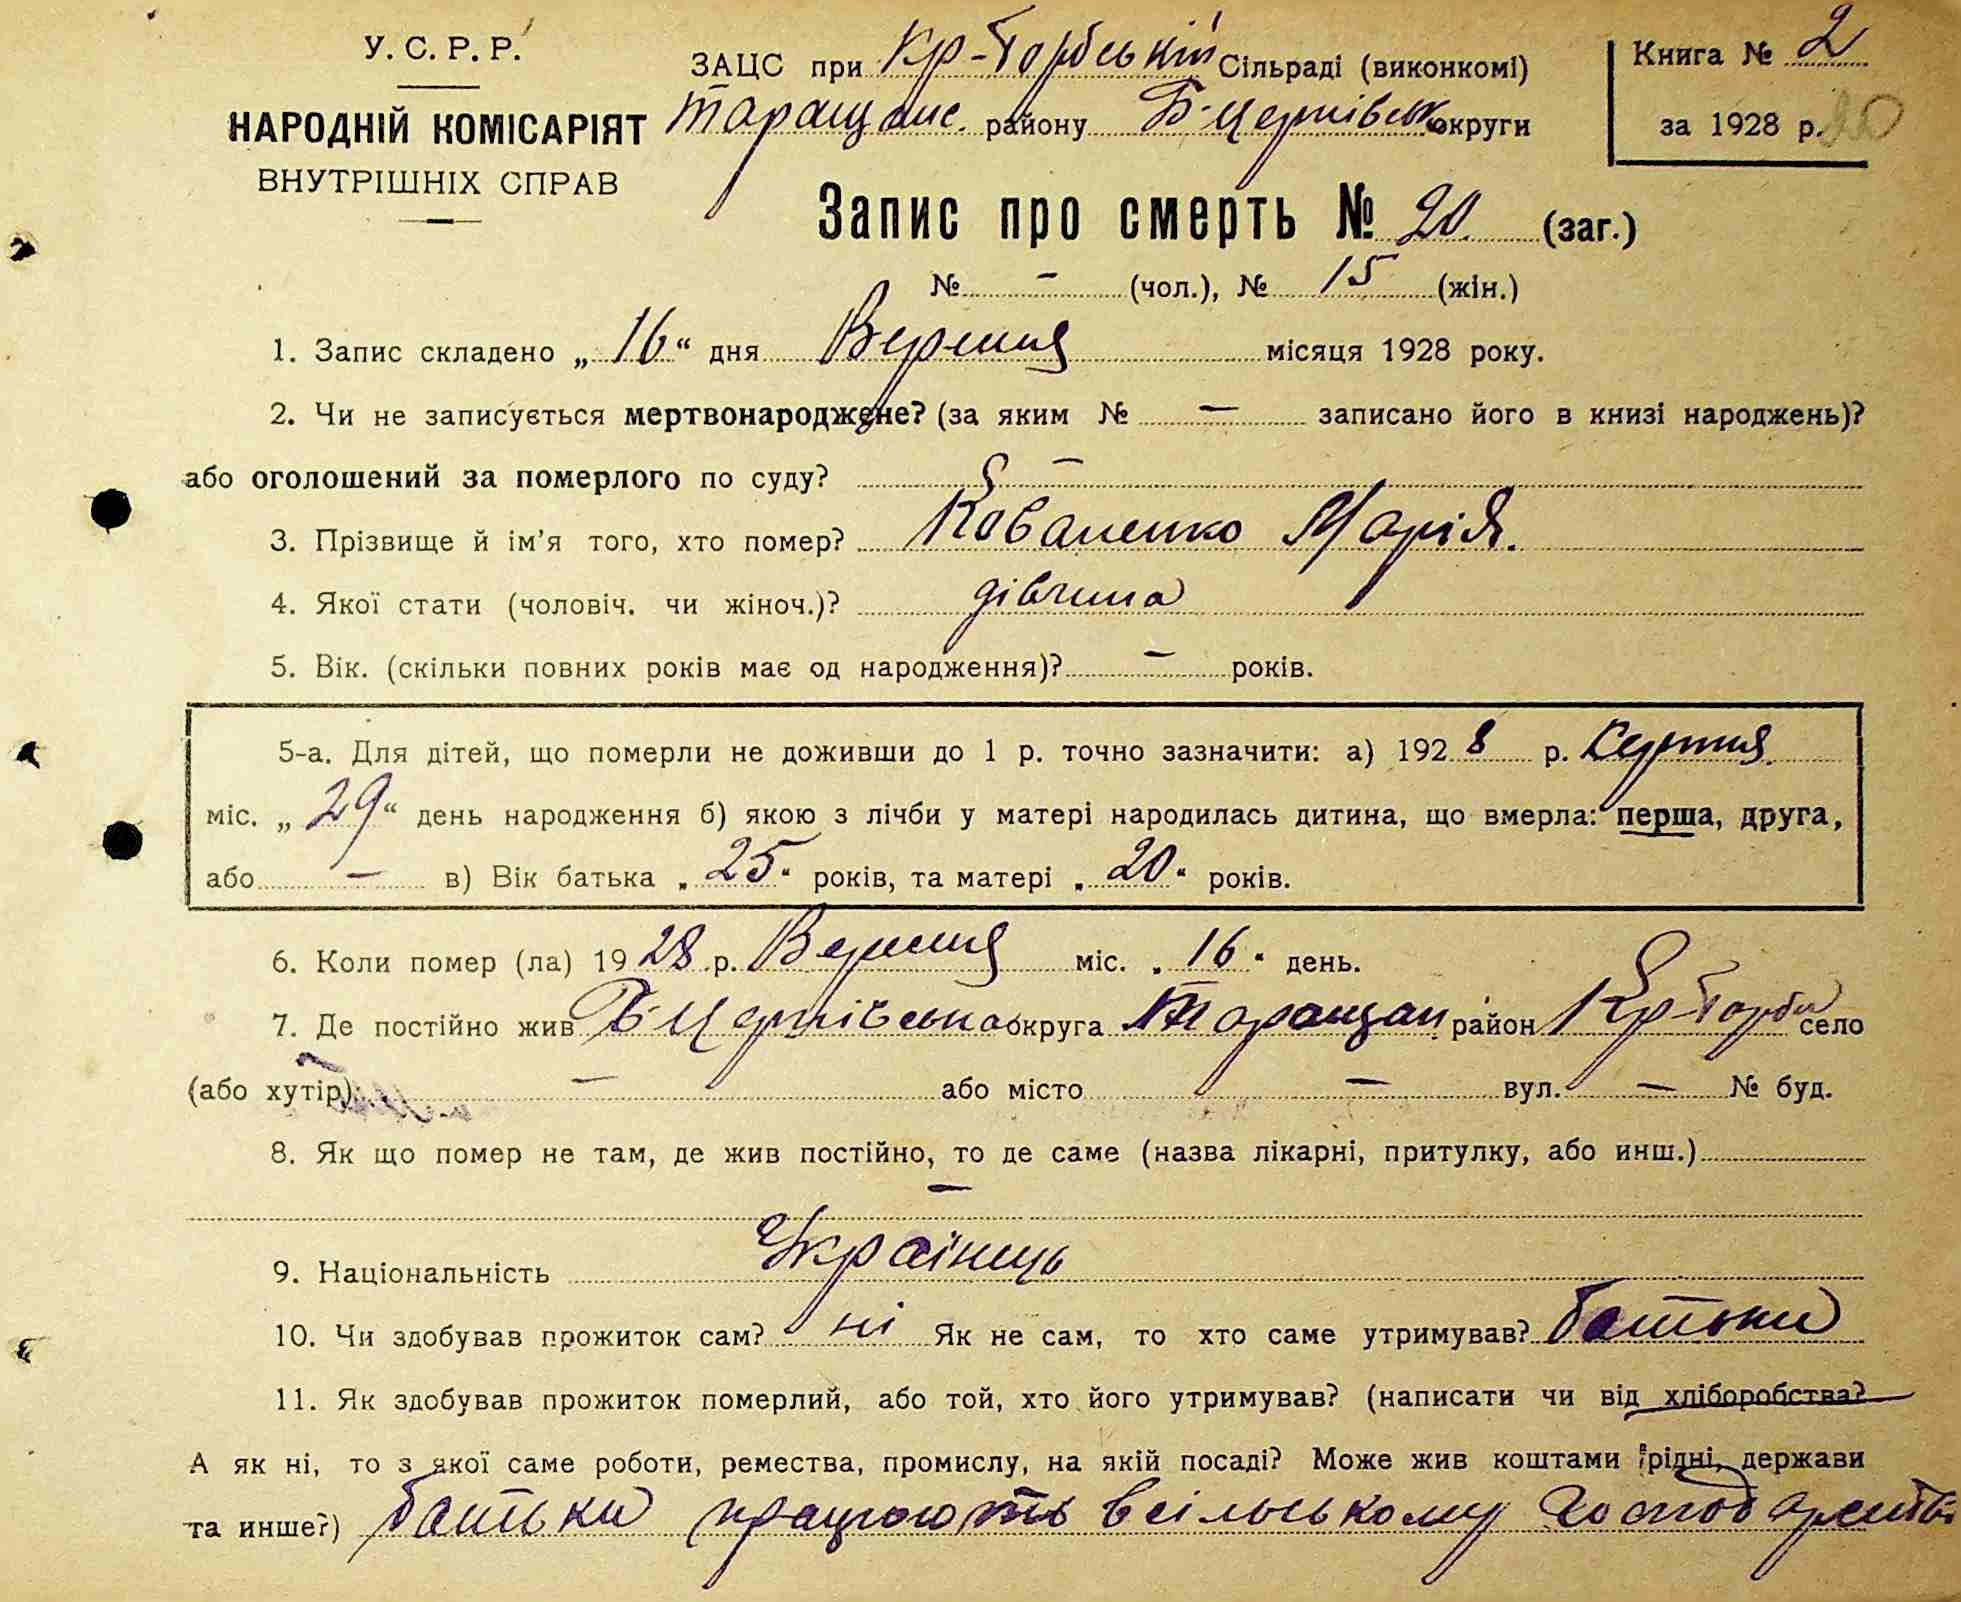 У.С.Р.Р.
НАРОДНІЙ КОМІСАРІЯТ
ВНУТРІШНІХ СПРАВ
ЗАЦС при Кр-Торбській Сільраді (виконкомі)
Таращанс. району Б-Церківськ округи
Книга № 2
за 1928 р. 20
Запис про смерть № 20. (заг.)
№ - (чол.), № 15 (жін.)
1. Запис складено „16“ дня Вересня місяця 1928 року.
2. Чи не записується мертвонароджене? (за яким № — записано його в книзі народжень)?
або оголошений за померлого по суду? —
3. Прізвище й ім'я того, хто помер? Коваленко Марія.
4. Якої стати (чоловіч. чи жіноч.)? дівчина
5. Вік. (скільки повних років має од народження)? — років.
5-а. Для дітей, що померли не доживши до 1 р. точно зазначити: а) 1928 р. Серпня
міс. „29“ день народження б) якою з лічби у матері народилась дитина, що вмерла: перша, друга,
або — в) Вік батька „25“ років, та матері „20“ років.
6. Коли помер (ла) 1928 р. Вересня міс. „16“ день.
7. Де постійно жив Б-Церківська округа Таращан. район Кр-Торби село
(або хутір) — або місто — вул. — № буд.
8. Як що помер не там, де жив постійно, то де саме (назва лікарні, притулку, або инш.)
—
9. Національність Українець
10. Чи здобував прожиток сам? ні Як не сам, то хто саме утримував? батьки
11. Як здобував прожиток померлий, або той, хто його утримував? (написати чи від хліборобства?
А як ні, то з якої саме роботи, ремества, промислу, на якій посаді? Може жив коштами рідні, держави
та инше?) батьки працюють в сільському господарстві